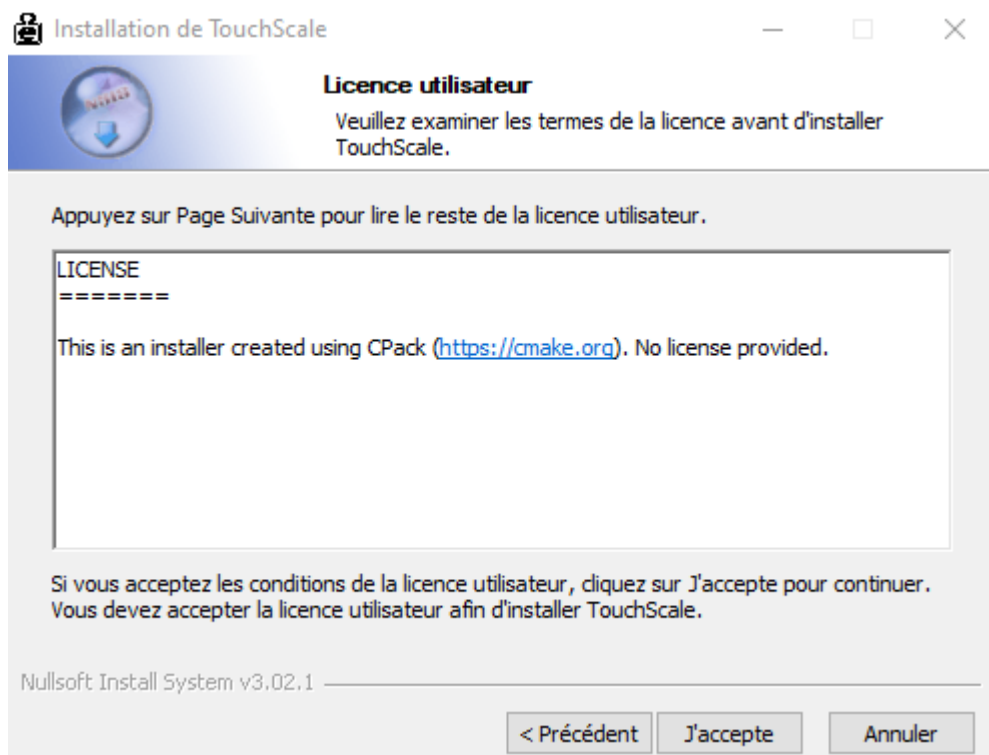 Installation de TouchScale
NSIS
Licence utilisateur
Veuillez examiner les termes de la licence avant d'installer
TouchScale.
Appuyez sur Page Suivante pour lire le reste de la licence utilisateur.
LICENSE
=======
This is an installer created using CPack (https://cmake.org). No license provided.
Si vous acceptez les conditions de la licence utilisateur, cliquez sur J'accepte pour continuer.
Vous devez accepter la licence utilisateur afin d'installer TouchScale.
Nullsoft Install System v3.02.1
< Précédent
J'accepte
Annuler